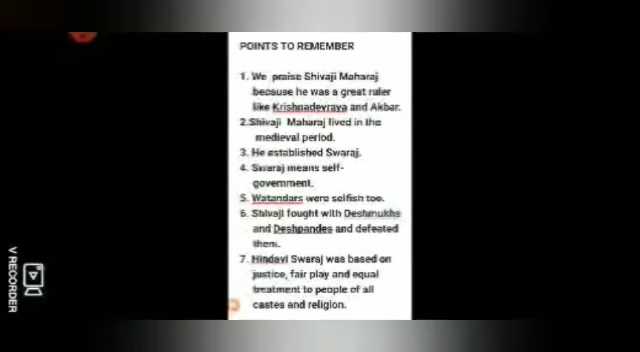 POINTS TO REMEMBER
1. We praise Shivaji Maharaj
because he was a great ruler
like Krishnadevraya and Akbar.
2.Shivaji Maharaj lived in the
medieval period.
3. He established Swaraj.
4. Swaraj means self-
government.
5. Watandars were selfish too.
6. Shivaji fought with Deshmukhs
and Deshpandes and defeated
them.
7. Hindavi Swaraj was based on
justice, fair play and equal
treatment to people of all
castes and religion.
V RECORDER